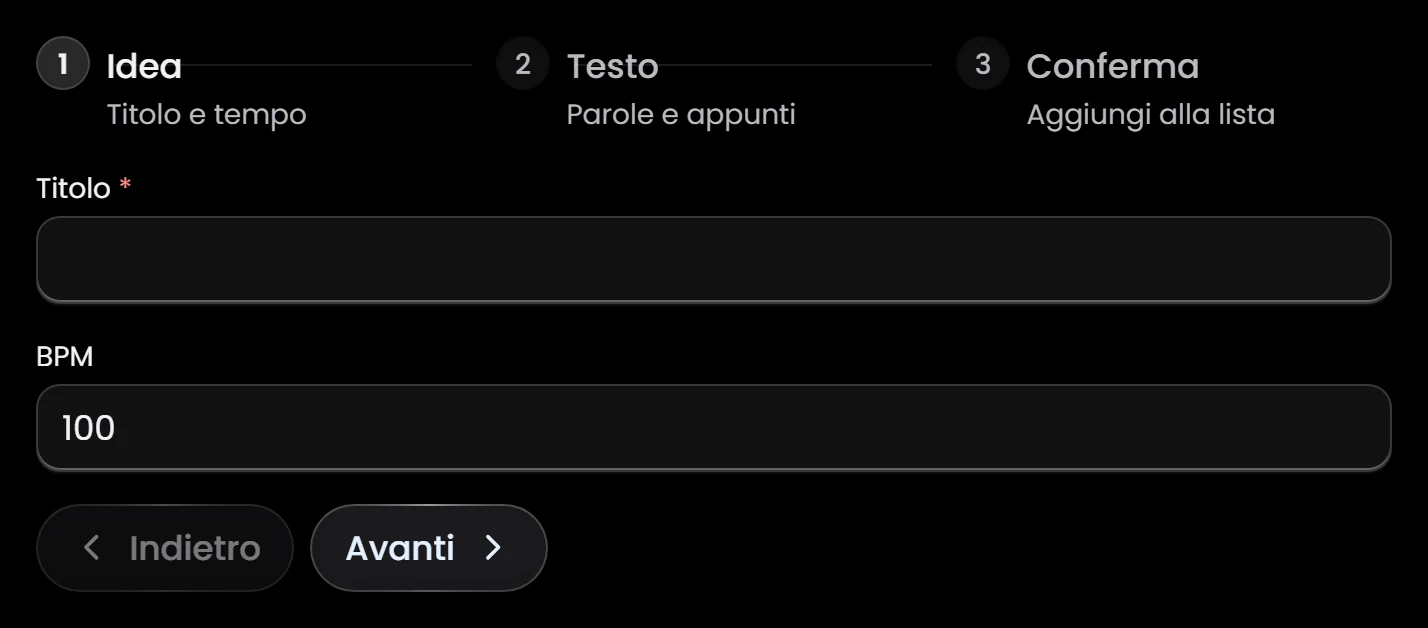 1 Idea
Titolo e tempo
2 Testo
Parole e appunti
3 Conferma
Aggiungi alla lista
Titolo *
BPM
100
Indietro
Avanti